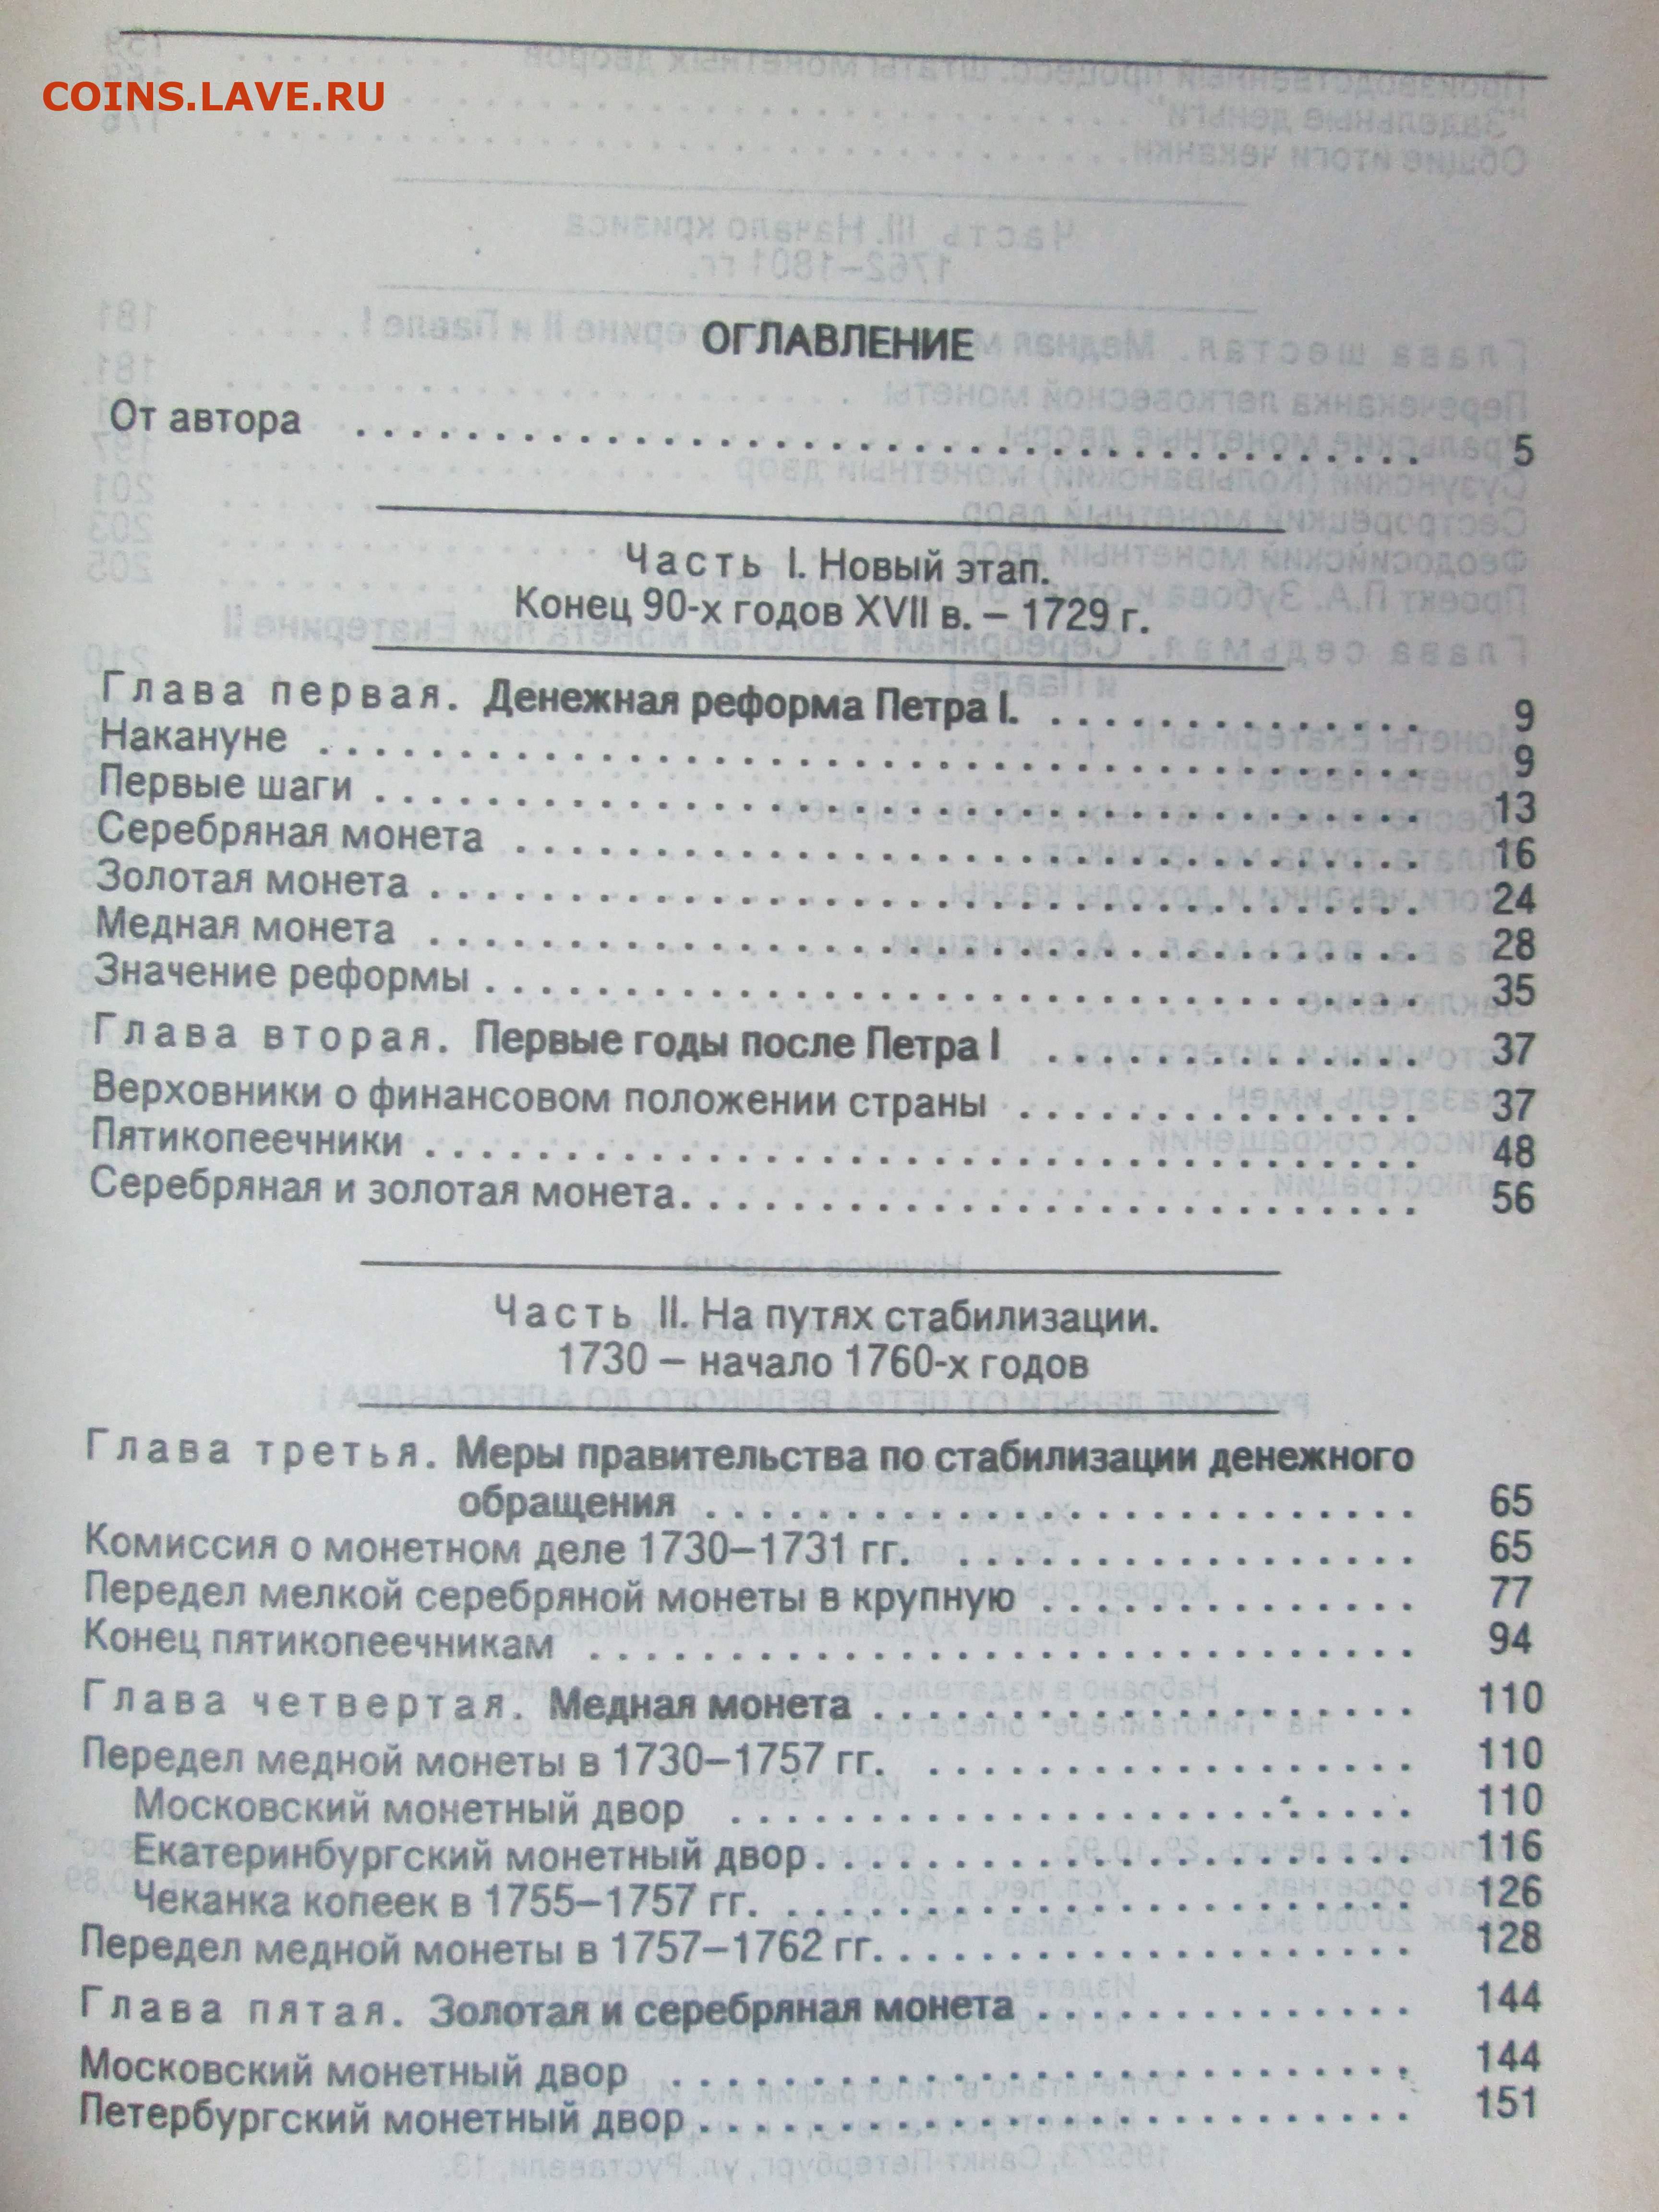 COINS.LAVE.RU
ОГЛАВЛЕНИЕ
От автора . . . . . . . . . . . . . . . . . . . . 5
Часть I. Новый этап.
Конец 90-х годов XVII в. – 1729 г.
Глава первая. Денежная реформа Петра I. . . . . . . . . . . 9
Накануне . . . . . . . . . . . . . . . . . . . . 9
Первые шаги . . . . . . . . . . . . . . . . . . . . 13
Серебряная монета . . . . . . . . . . . . . . . . . . . . 16
Золотая монета . . . . . . . . . . . . . . . . . . . . 24
Медная монета . . . . . . . . . . . . . . . . . . . . 28
Значение реформы . . . . . . . . . . . . . . . . . . . . 35
Глава вторая. Первые годы после Петра I . . . . . . . . . . 37
Верховники о финансовом положении страны . . . . . . . . . . 37
Пятикопеечники . . . . . . . . . . . . . . . . . . . . 48
Серебряная и золотая монета. . . . . . . . . . . . . . . . 56
Часть II. На путях стабилизации.
1730 – начало 1760-х годов
Глава третья. Меры правительства по стабилизации денежного
обращения . . . . . . . . . . . . . . . . . . . . 65
Комиссия о монетном деле 1730–1731 гг. . . . . . . . . . . 65
Передел мелкой серебряной монеты в крупную . . . . . . . . . . 77
Конец пятикопеечникам . . . . . . . . . . . . . . . . . . . . 94
Глава четвертая. Медная монета . . . . . . . . . . . . . . . 110
Передел медной монеты в 1730–1757 гг. . . . . . . . . . . 110
Московский монетный двор . . . . . . . . . . . . . . . 110
Екатеринбургский монетный двор. . . . . . . . . . . . . . . 116
Чеканка копеек в 1755–1757 гг. . . . . . . . . . . . . . . 126
Передел медной монеты в 1757–1762 гг. . . . . . . . . . . 128
Глава пятая. Золотая и серебряная монета . . . . . . . . . . 144
Московский монетный двор . . . . . . . . . . . . . . . 144
Петербургский монетный двор . . . . . . . . . . . . . . . 151